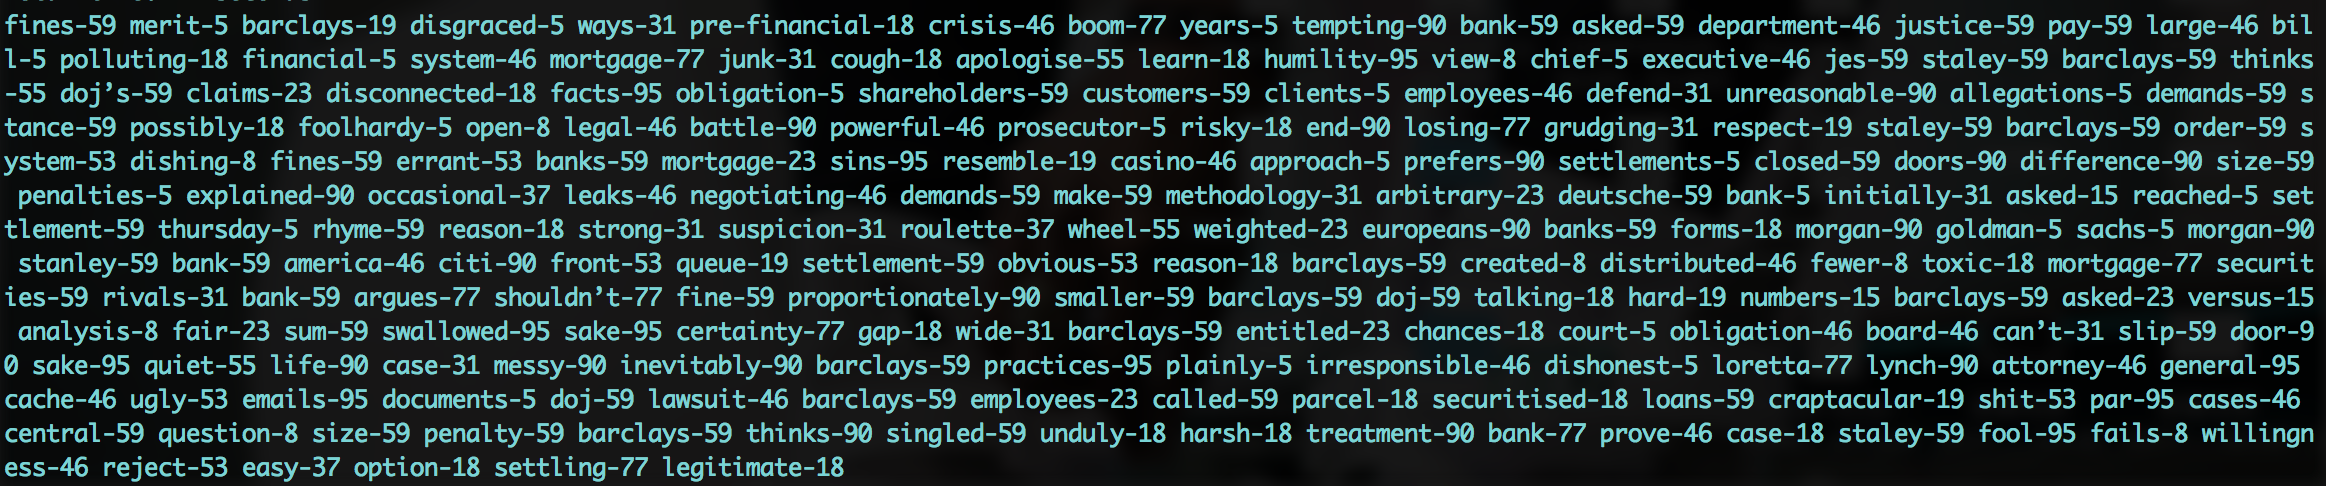 fines-59 merit-5 barclays-19 disgraced-5 ways-31 pre-financial-18 crisis-46 boom-77 years-5 tempting-90 bank-59 asked-59 department-46 justice-59 pay-59 large-46 bil
l-5 polluting-18 financial-5 system-46 mortgage-77 junk-31 cough-18 apologise-55 learn-18 humility-95 view-8 chief-5 executive-46 jes-59 staley-59 barclays-59 thinks
-55 doj’s-59 claims-23 disconnected-18 facts-95 obligation-5 shareholders-59 customers-59 clients-5 employees-46 defend-31 unreasonable-90 allegations-5 demands-59 s
tance-59 possibly-18 foolhardy-5 open-8 legal-46 battle-90 powerful-46 prosecutor-5 risky-18 end-90 losing-77 grudging-31 respect-19 staley-59 barclays-59 order-59 s
ystem-53 dishing-8 fines-59 errant-53 banks-59 mortgage-23 sins-95 resemble-19 casino-46 approach-5 prefers-90 settlements-5 closed-59 doors-90 difference-90 size-59
penalties-5 explained-90 occasional-37 leaks-46 negotiating-46 demands-59 make-59 methodology-31 arbitrary-23 deutsche-59 bank-5 initially-31 asked-15 reached-5 set
tlement-59 thursday-5 rhyme-59 reason-18 strong-31 suspicion-31 roulette-37 wheel-55 weighted-23 europeans-90 banks-59 forms-18 morgan-90 goldman-5 sachs-5 morgan-90
stanley-59 bank-59 america-46 citi-90 front-53 queue-19 settlement-59 obvious-53 reason-18 barclays-59 created-8 distributed-46 fewer-8 toxic-18 mortgage-77 securit
ies-59 rivals-31 bank-59 argues-77 shouldn’t-77 fine-59 proportionately-90 smaller-59 barclays-59 doj-59 talking-18 hard-19 numbers-15 barclays-59 asked-23 versus-15
analysis-8 fair-23 sum-59 swallowed-95 sake-95 certainty-77 gap-18 wide-31 barclays-59 entitled-23 chances-18 court-5 obligation-46 board-46 can’t-31 slip-59 door-9
0 sake-95 quiet-55 life-90 case-31 messy-90 inevitably-90 barclays-59 practices-95 plainly-5 irresponsible-46 dishonest-5 loretta-77 lynch-90 attorney-46 general-95
cache-46 ugly-53 emails-95 documents-5 doj-59 lawsuit-46 barclays-59 employees-23 called-59 parcel-18 securitised-18 loans-59 craptacular-19 shit-53 par-95 cases-46
central-59 question-8 size-59 penalty-59 barclays-59 thinks-90 singled-59 unduly-18 harsh-18 treatment-90 bank-77 prove-46 case-18 staley-59 fool-95 fails-8 willingn
ess-46 reject-53 easy-37 option-18 settling-77 legitimate-18